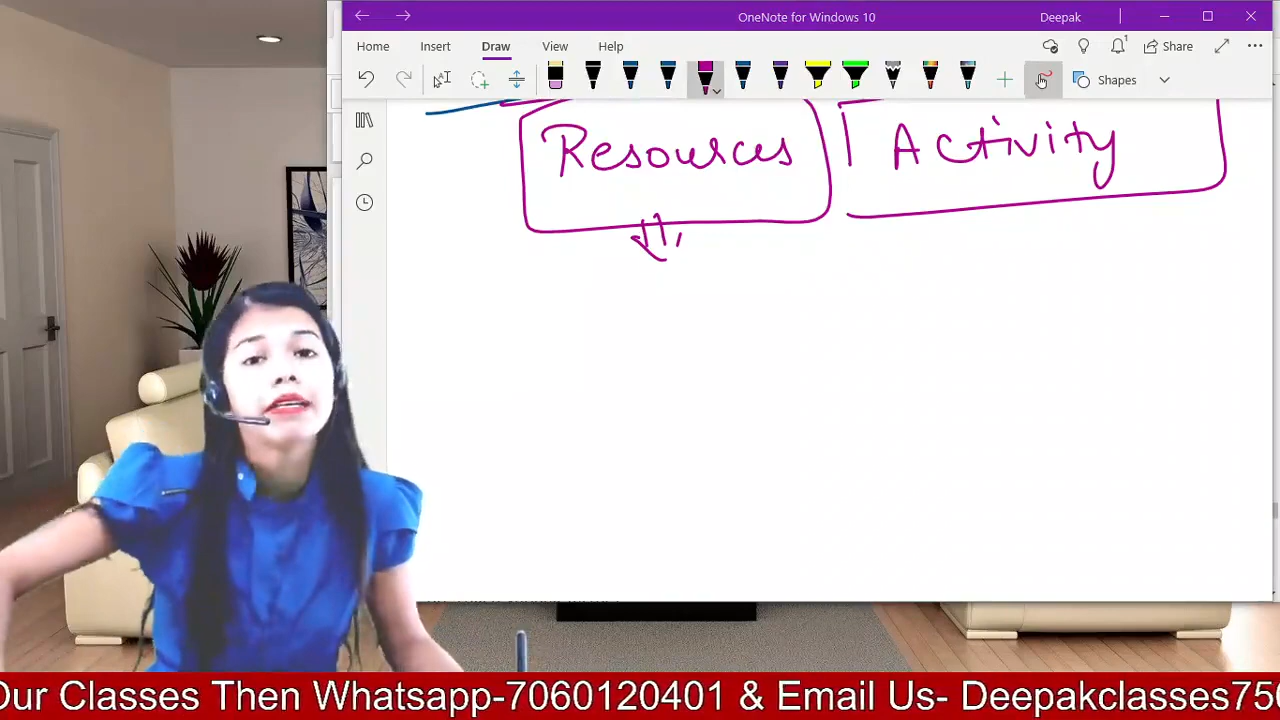 OneNote for Windows 10
Deepak
Home Insert Draw View Help
Share
Shapes
Resources Activity
Our Classes Then Whatsapp-7060120401 & Email Us- Deepakclasses75